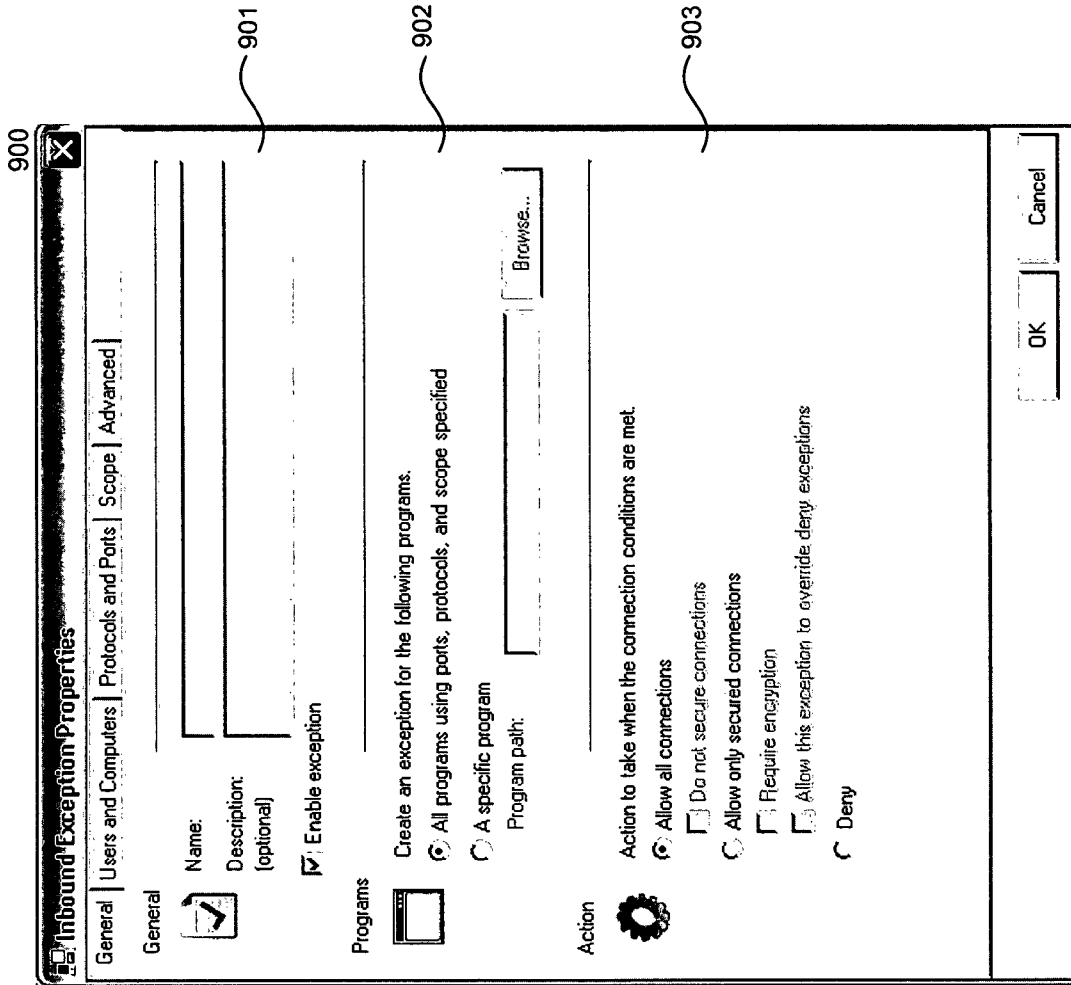 900
Inbound Exception Properties
General Users and Computers Protocols and Ports Scope Advanced
General
Name:
Description:
(optional)
Enable exception
901
Programs
Create an exception for the following programs.
All programs using ports, protocols, and scope specified
A specific program
Program path:
Browse...
902
Action
Action to take when the connection conditions are met.
Allow all connections
Do not secure connections
Allow only secured connections
Require encryption
Allow this exception to override deny exceptions
Deny
903
OK Cancel